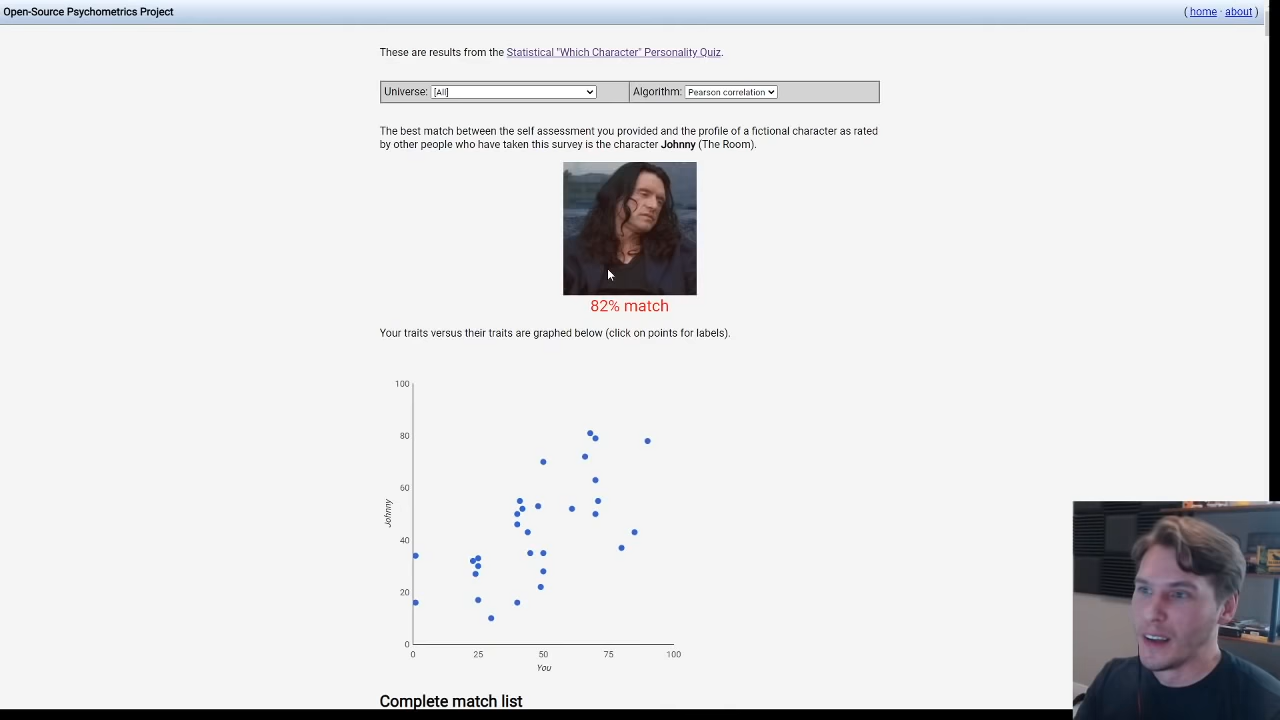 Open-Source Psychometrics Project
( home · about )
These are results from the Statistical "Which Character" Personality Quiz.
Universe: [All] Algorithm: Pearson correlation
The best match between the self assessment you provided and the profile of a fictional character as rated
by other people who have taken this survey is the character Johnny (The Room).
82% match
Your traits versus their traits are graphed below (click on points for labels).
100
80
60
Johnny
40
20
0
0 25 50 75 100
You
Complete match list